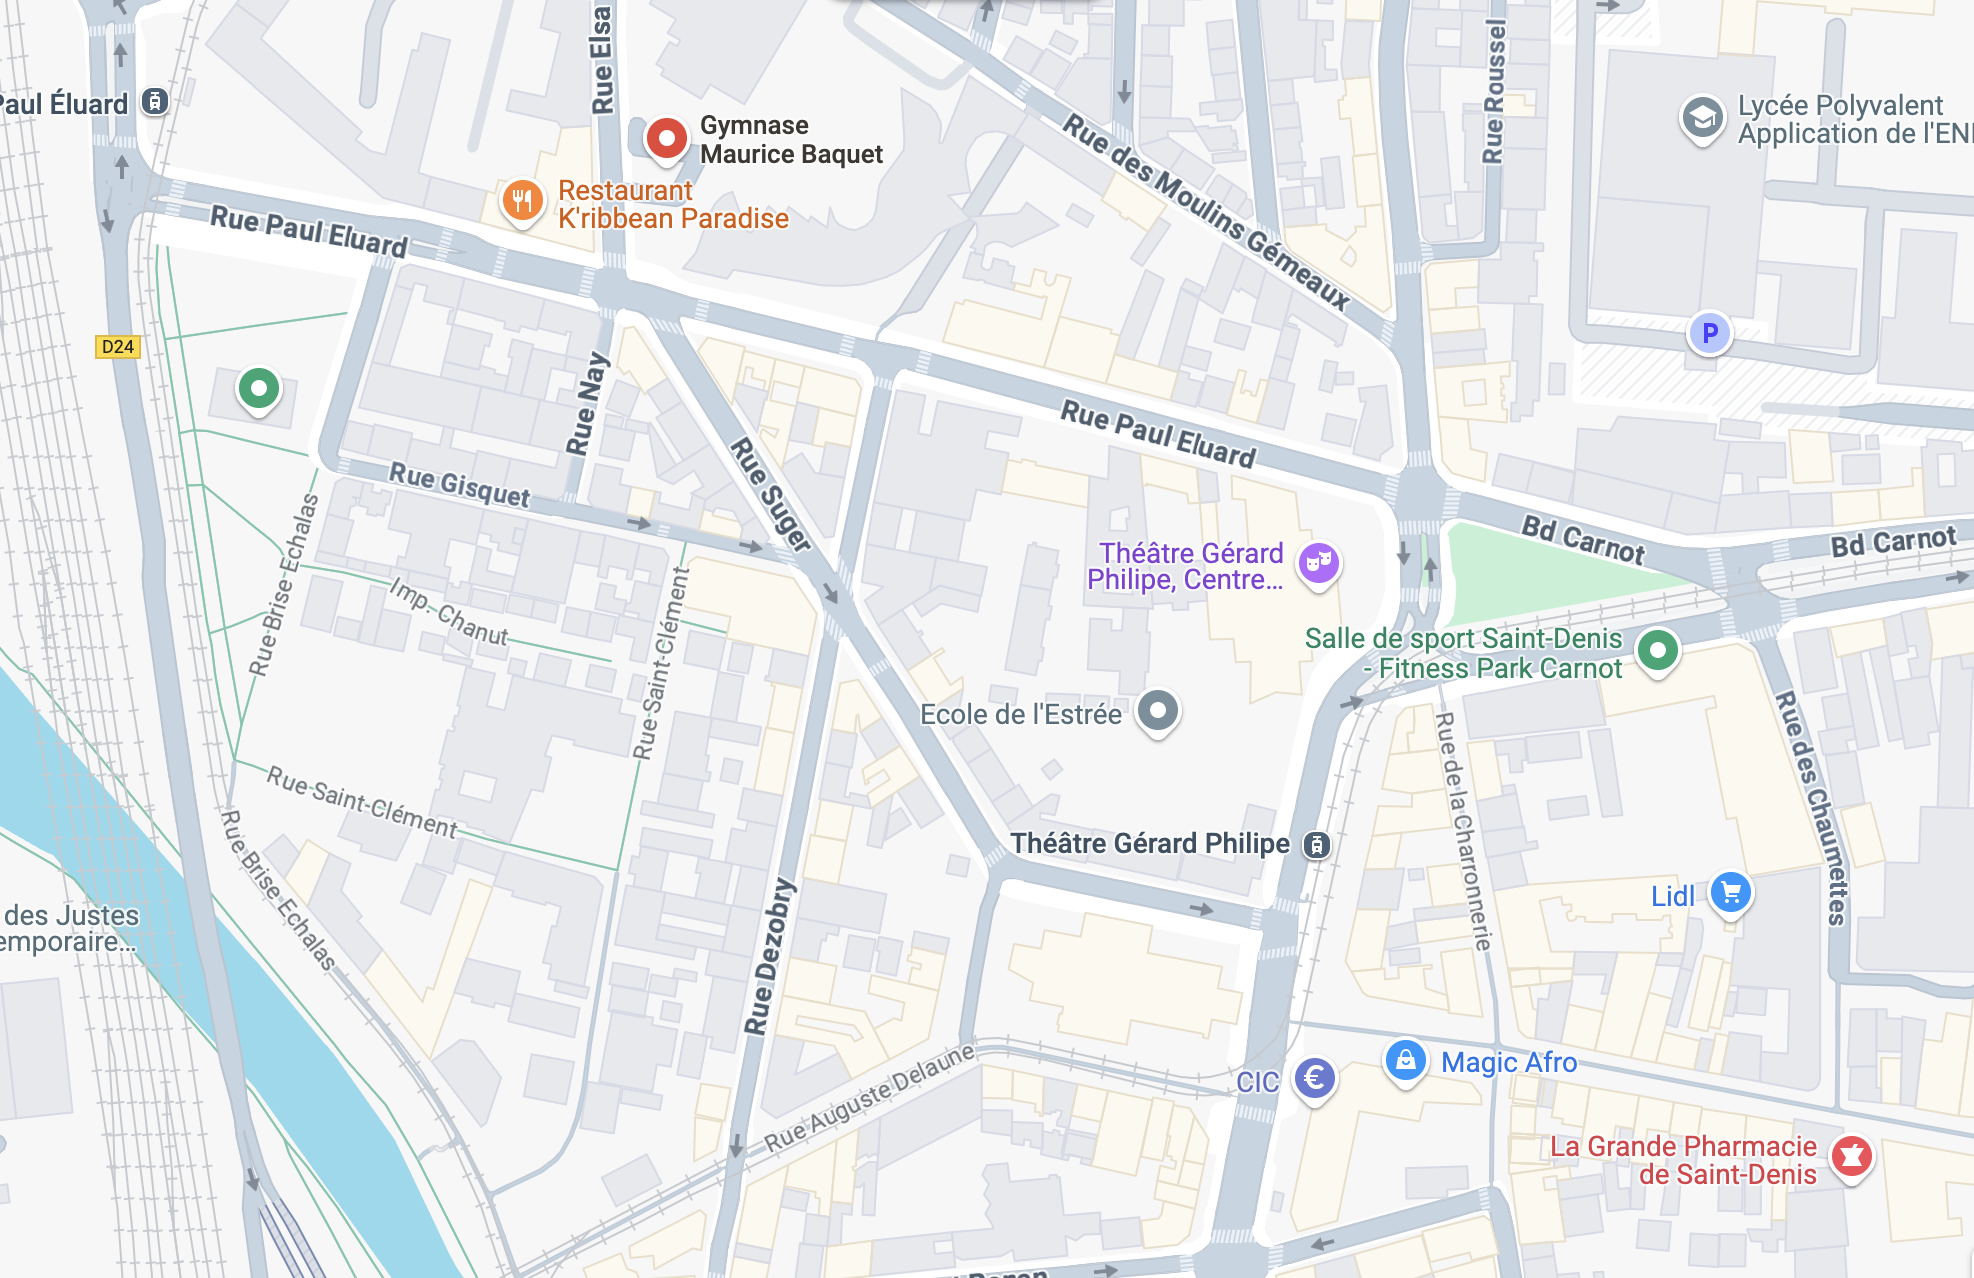 Rue Elsa
Paul Éluard
Gymnase
Maurice Baquet
Rue des Moulins Gémeaux
Rue Roussel
Lycée Polyvalent
Application de l'EN
Restaurant
K'ribbean Paradise
Rue Paul Eluard
D24
P
Rue Nay
Rue Paul Eluard
Rue Gisquet
Rue Suger
Rue Brise Echalas
Théâtre Gérard
Philipe, Centre...
Bd Carnot
Bd Carnot
Imp. Chanut
Rue Saint-Clément
Salle de sport Saint-Denis
- Fitness Park Carnot
Ecole de l'Estrée
Rue de la Charronnerie
Rue des Chaumettes
Rue Saint-Clément
Rue Brise Echalas
Théâtre Gérard Philipe
Lidl
des Justes
emporaire...
Rue Dezobry
Rue Auguste Delaune
CIC
€
Magic Afro
La Grande Pharmacie
de Saint-Denis